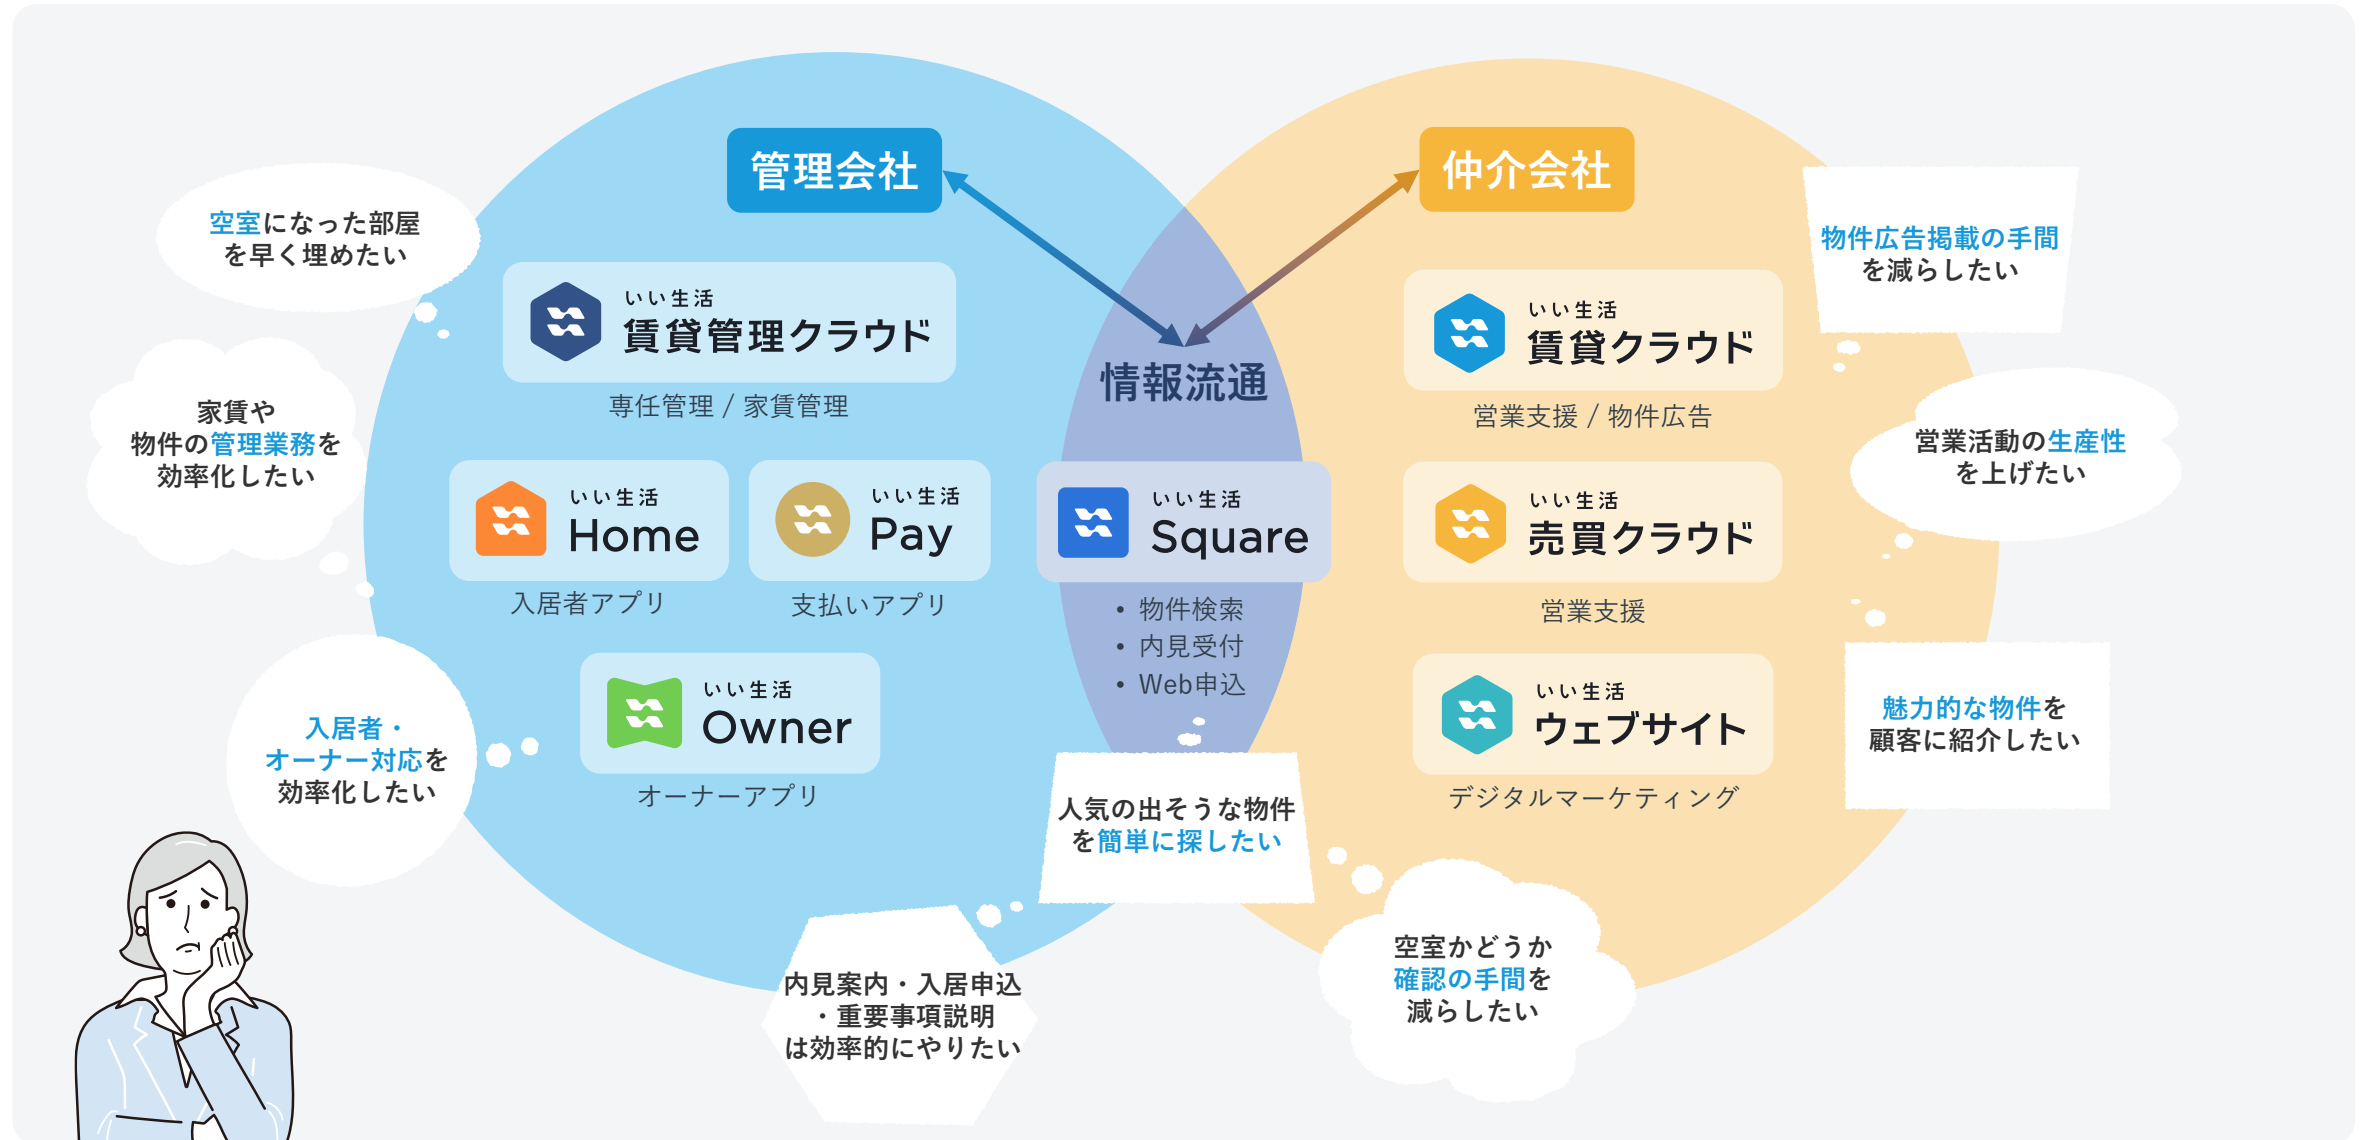 管理会社
仲介会社
空室になった部屋
を早く埋めたい
家賃や
物件の管理業務を
効率化したい
入居者・
オーナー対応を
効率化したい
いい生活
賃貸管理クラウド
専任管理 / 家賃管理
いい生活
Home
入居者アプリ
いい生活
Pay
支払いアプリ
いい生活
Owner
オーナーアプリ
情報流通
いい生活
Square
• 物件検索
• 内見受付
• Web申込
人気の出そうな物件
を簡単に探したい
内見案内・入居申込
・重要事項説明
は効率的にやりたい
いい生活
賃貸クラウド
営業支援 / 物件広告
いい生活
売買クラウド
営業支援
いい生活
ウェブサイト
デジタルマーケティング
物件広告掲載の手間
を減らしたい
営業活動の生産性
を上げたい
魅力的な物件を
顧客に紹介したい
空室かどうか
確認の手間を
減らしたい